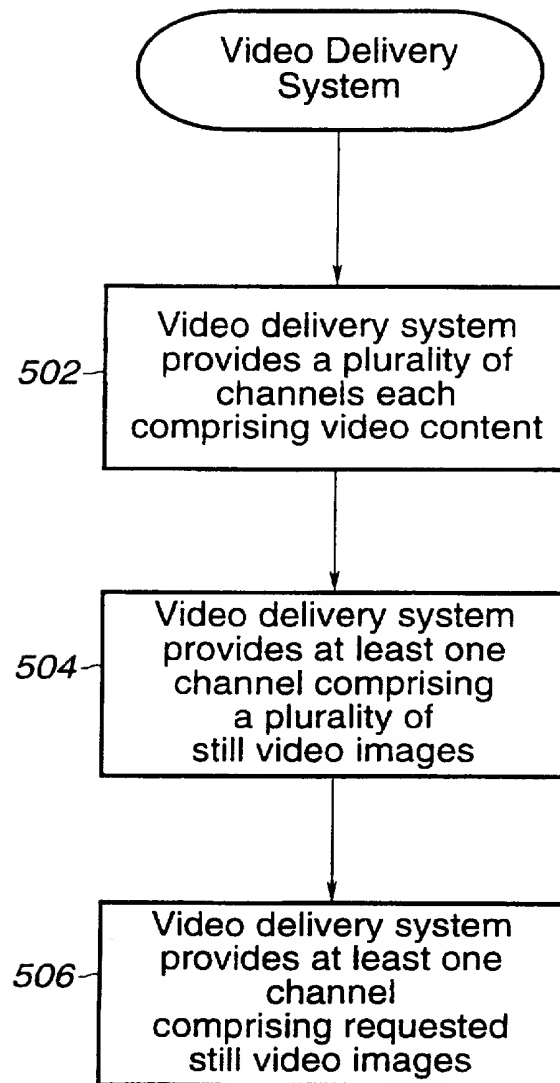 Video Delivery
System
502
Video delivery system
provides a plurality of
channels each
comprising video content
504
Video delivery system
provides at least one
channel comprising
a plurality of
still video images
506
Video delivery system
provides at least one
channel
comprising requested
still video images